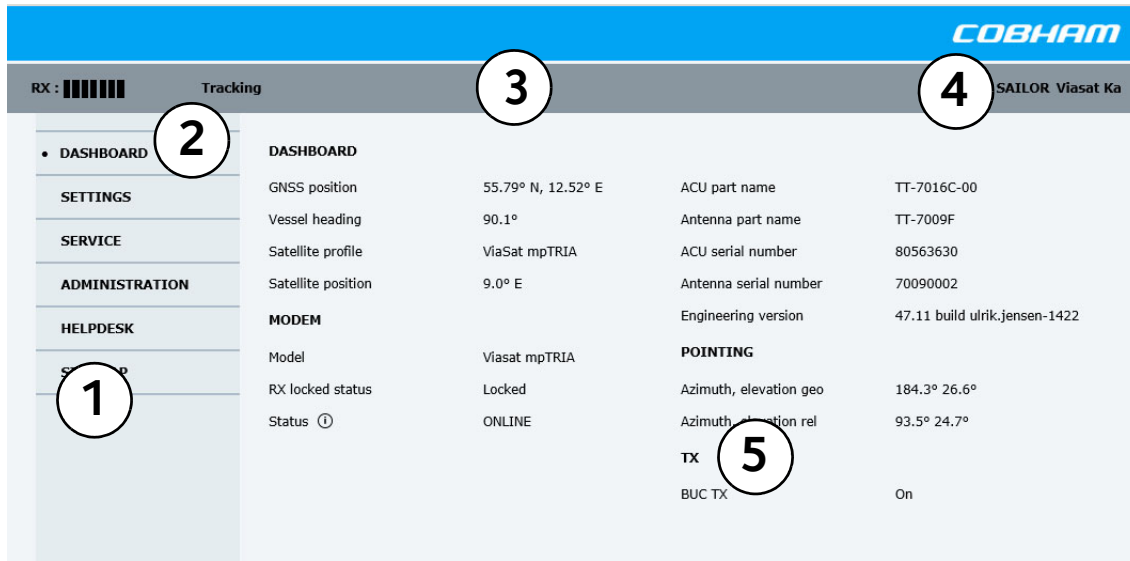 COBHAM
RX : Tracking 3 4 SAILOR Viasat Ka
2
• DASHBOARD
SETTINGS
SERVICE
ADMINISTRATION
HELPDESK
1
DASHBOARD
GNSS position 55.79° N, 12.52° E
Vessel heading 90.1°
Satellite profile ViaSat mpTRIA
Satellite position 9.0° E
MODEM
Model Viasat mpTRIA
RX locked status Locked
Status ⓘ ONLINE
ACU part name TT-7016C-00
Antenna part name TT-7009F
ACU serial number 80563630
Antenna serial number 70090002
Engineering version 47.11 build ulrik.jensen-1422
POINTING
Azimuth, elevation geo 184.3° 26.6°
Azimuth, elevation rel 93.5° 24.7°
TX 5
BUC TX On